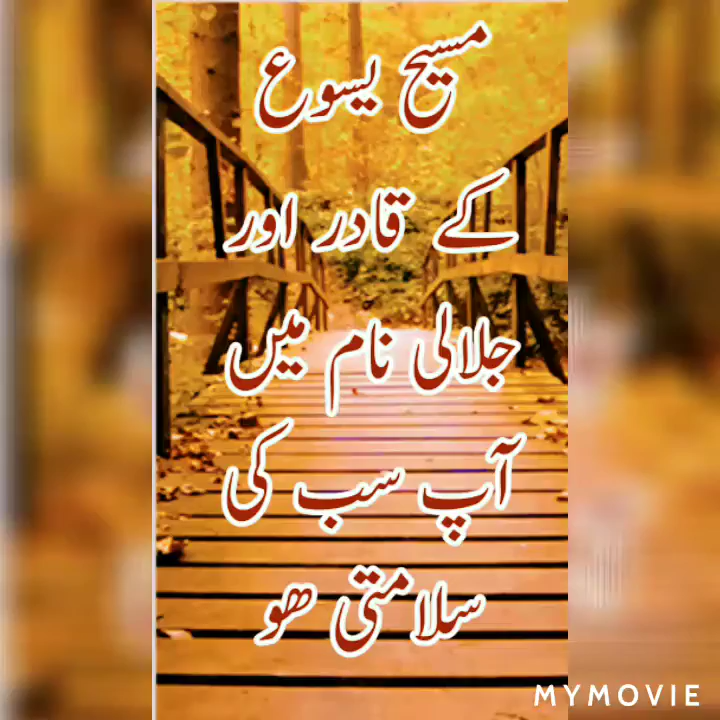 مسیح یسوع
کے قادر اور
جلالی نام میں
آپ سب کی
سلامتی ھو
MYMOVIE